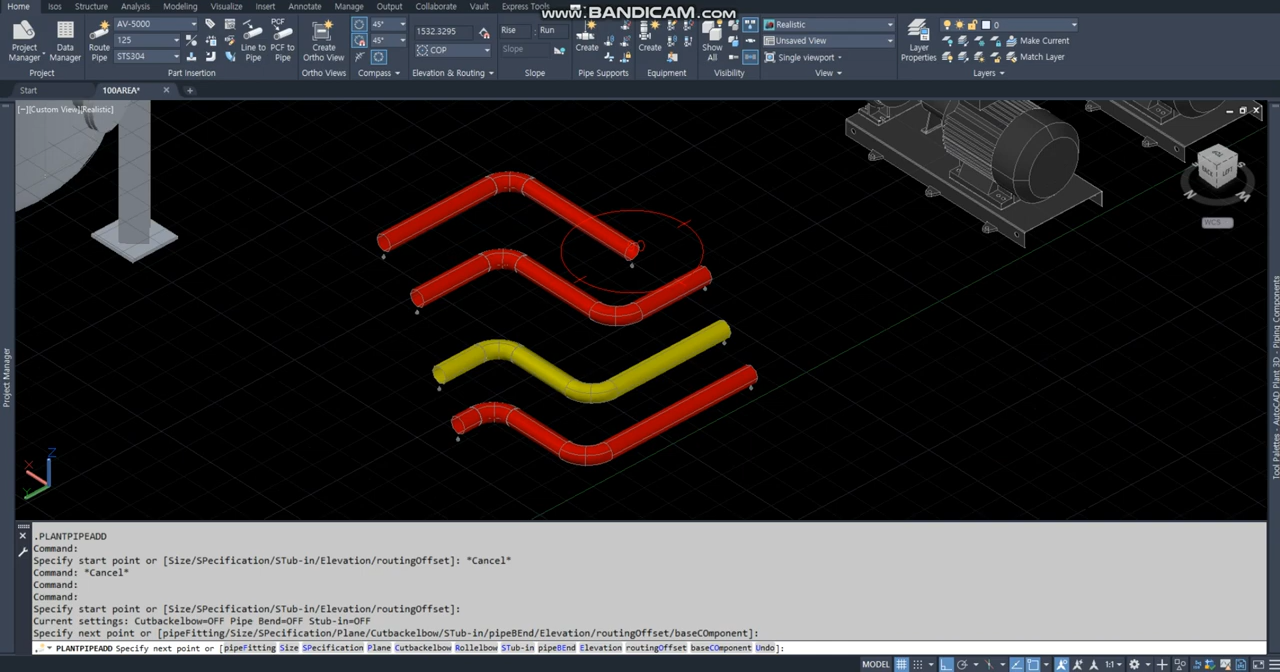 www.BANDICAM.com
Home Isos Structure Analysis Modeling Visualize Insert Annotate Manage Output Collaborate Vault Express Tools
Project Manager
Data Manager
Project
Route Pipe
AV-5000
125
STS304
Line to Pipe
PCF to Pipe
Part Insertion
Create Ortho View
Ortho Views
45°
45°
Compass
1532.3295
COP
Elevation & Routing
Rise Run
Slope
Slope
Create
Pipe Supports
Create
Equipment
Show All
Visibility
Realistic
Unsaved View
Single viewport
View
Layer Properties
0
Make Current
Match Layer
Layers
Start 100AREA*
[−][Custom View][Realistic]
LEFT
BACK
N
WCS
Project Manager
Tool Palettes - AutoCAD Plant 3D - Piping Components
X
Y
Z
.PLANTPIPEADD
Command:
Specify start point or [Size/SPecification/STub-in/Elevation/routingOffset]: *Cancel*
Command: *Cancel*
Command:
Command:
Specify start point or [Size/SPecification/STub-in/Elevation/routingOffset]:
Current settings: Cutbackelbow=OFF Pipe Bend=OFF Stub-in=OFF
Specify next point or [pipeFitting/Size/SPecification/Plane/Cutbackelbow/STub-in/pipeBEnd/Elevation/routingOffset/baseCOmponent]:
PLANTPIPEADD Specify next point or [pipeFitting Size SPecification Plane Cutbackelbow Rollelbow STub-in pipeBEnd Elevation routingOffset baseCOmponent Undo]:
MODEL 1:1